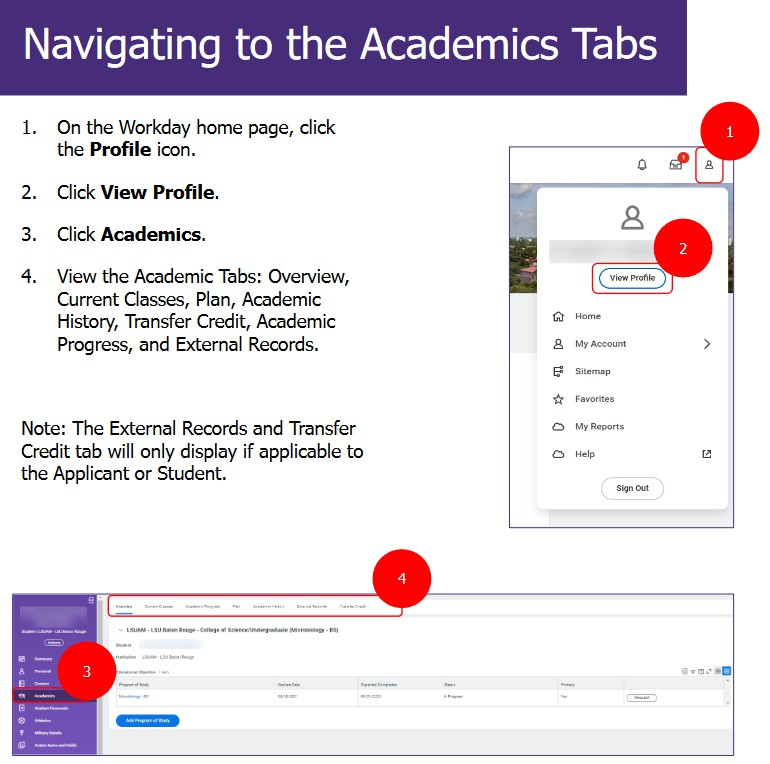 Navigating to the Academics Tabs
1. On the Workday home page, click
the Profile icon.
2. Click View Profile.
3. Click Academics.
4. View the Academic Tabs: Overview,
Current Classes, Plan, Academic
History, Transfer Credit, Academic
Progress, and External Records.
Note: The External Records and Transfer
Credit tab will only display if applicable to
the Applicant or Student.
1
1
2
View Profile
Home
My Account
Sitemap
Favorites
My Reports
Help
Sign Out
4
Overview Current Classes Academic Progress Plan Academic History External Records Transfer Credit
LSUAM - LSU Baton Rouge - College of Science/Undergraduate (Microbiology - BS)
Student
Institution LSUAM - LSU Baton Rouge
Educational Objective 1 item
Program of Study Declare Date Expected Completion Status Primary
Microbiology - BS In Progress Yes Request
Add Program of Study
Student | LSUAM - LSU Baton Rouge
Summary
Personal
Contact
3
Academics
Student Financials
Athletics
Military Details
Action Items and Holds